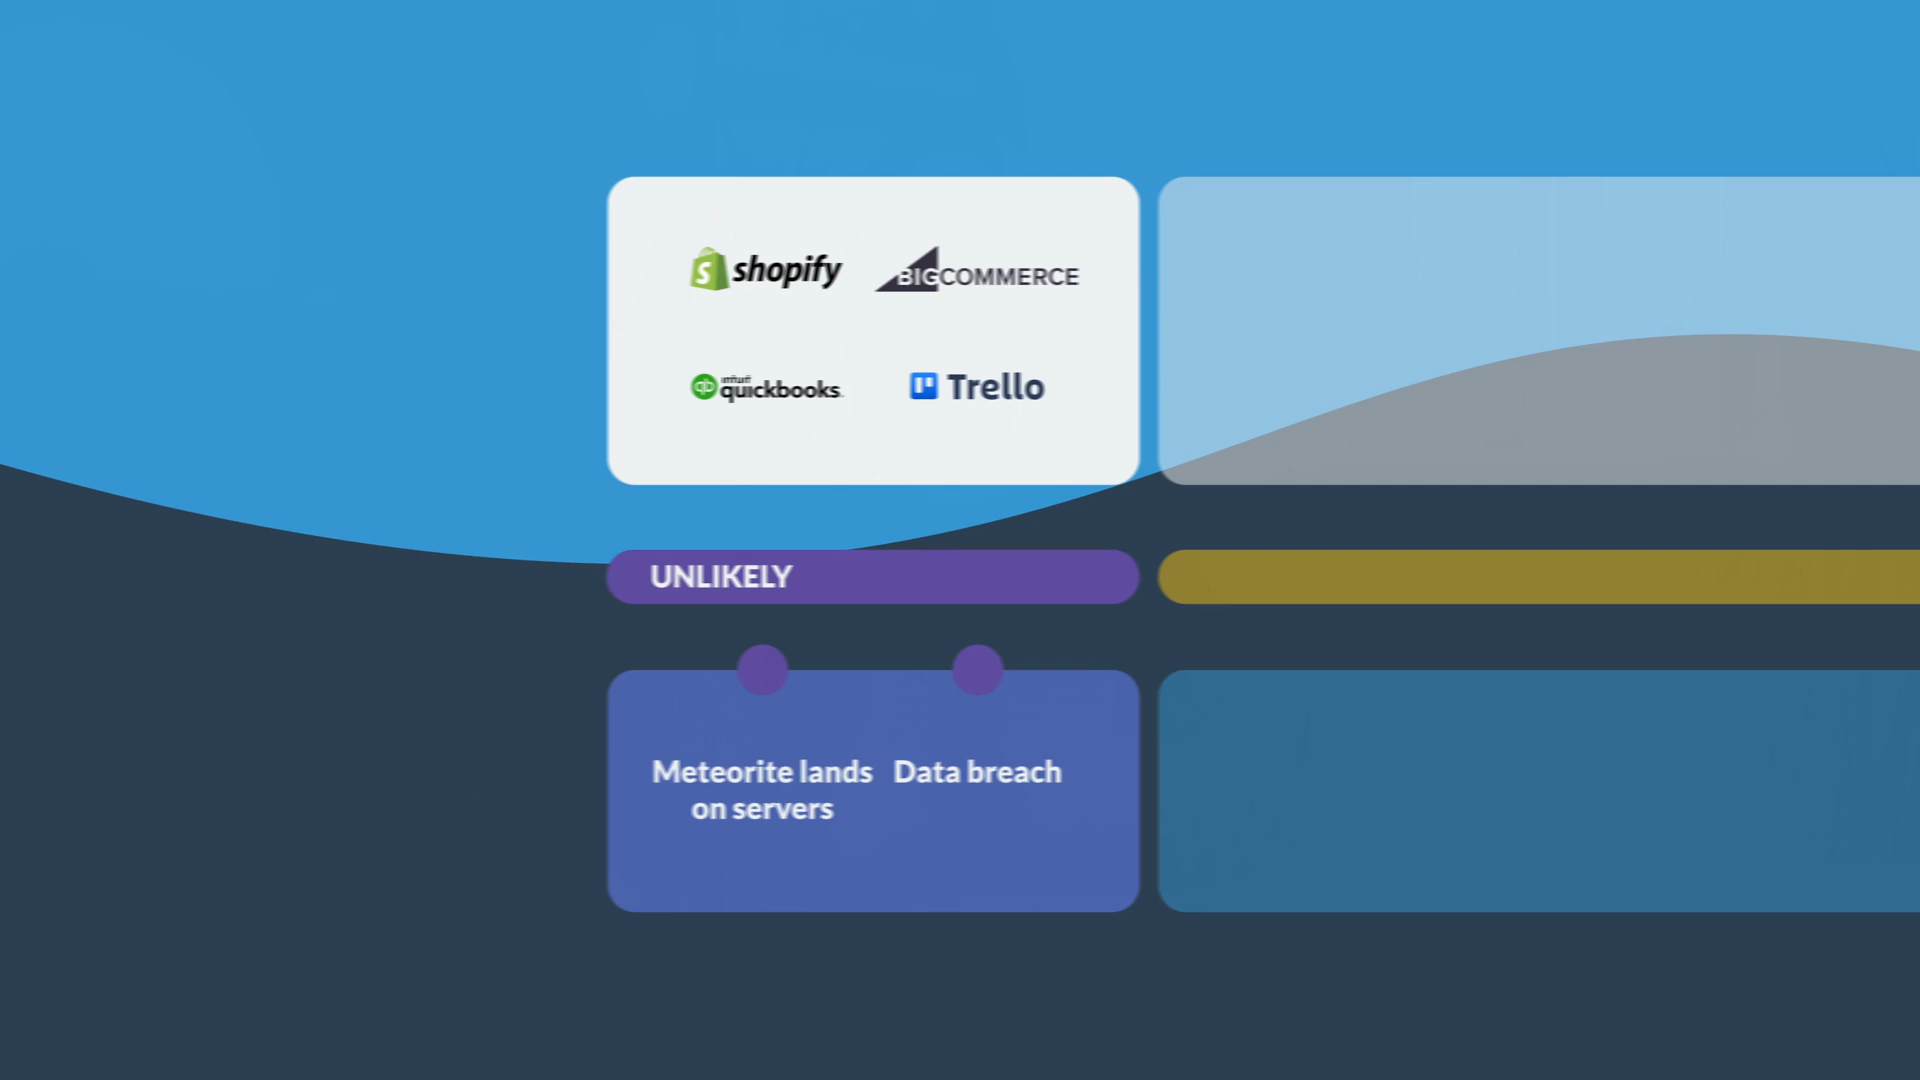 shopify
BIGCOMMERCE
intuit
quickbooks.
Trello
UNLIKELY
Meteorite lands
on servers
Data breach